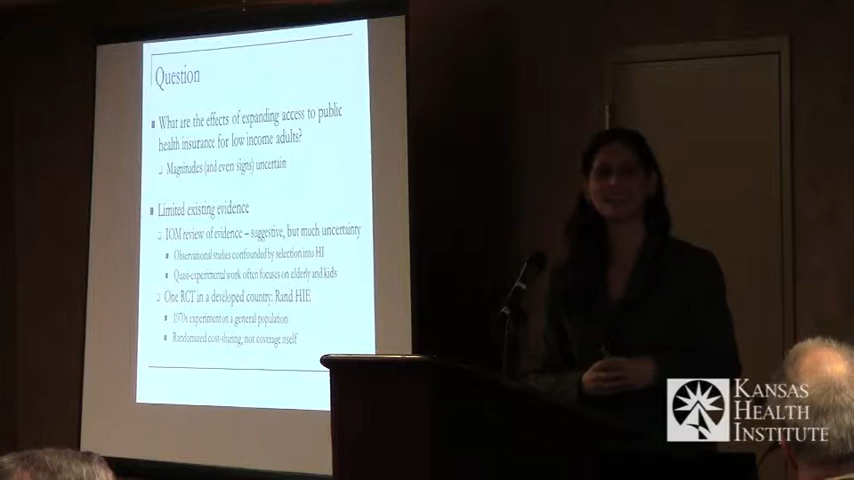 Question
What are the effects of expanding access to public
health insurance for low income adults?
Magnitudes (and even signs) uncertain
Limited existing evidence
IOM review of evidence – suggestive, but much uncertainty
Observational studies confounded by selection into HI
Quasi-experimental work often focuses on elderly and kids
One RCT in a developed country: Rand HIE
1970s experiment on a general population
Randomized cost-sharing, not coverage itself
KANSAS
HEALTH
INSTITUTE